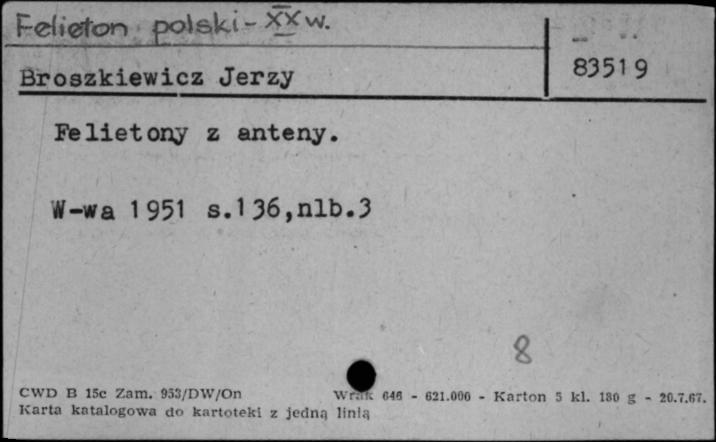 Felieton polski - XX w.
83519
Broszkiewicz Jerzy
Felietony z anteny.
W-wa 1951 s.136,nlb.3
8
CWD B 15c Zam. 953/DW/On Wrak 646 - 621.000 - Karton 5 kl. 180 g - 20.7.67.
Karta katalogowa do kartoteki z jedną linią